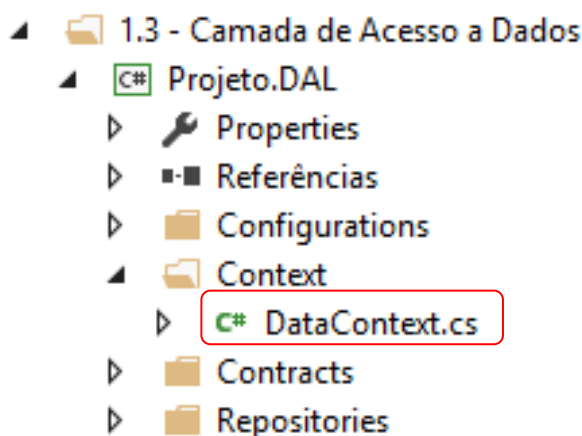 1.3 - Camada de Acesso a Dados
C# Projeto.DAL
Properties
Referências
Configurations
Context
C# DataContext.cs
Contracts
Repositories